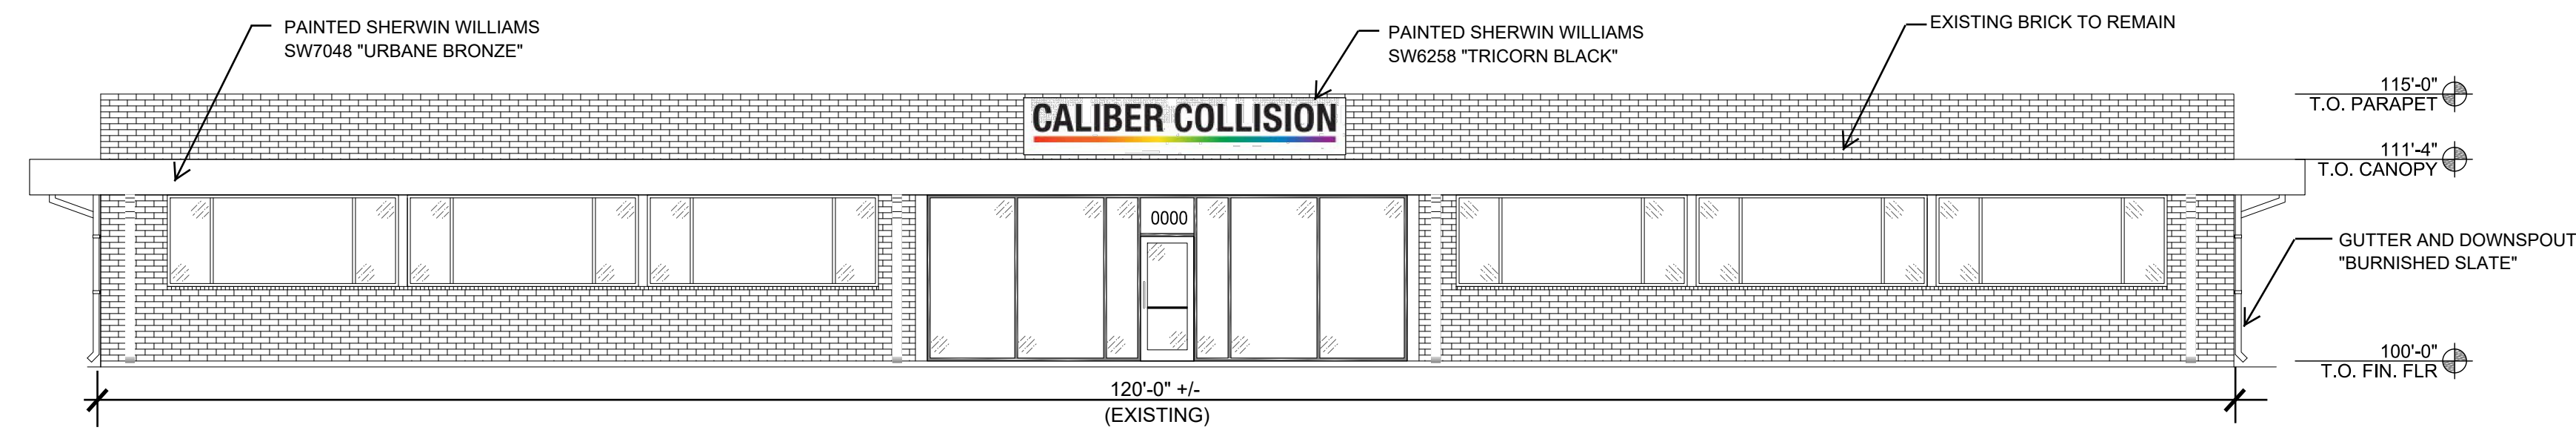 PAINTED SHERWIN WILLIAMS
SW7048 "URBANE BRONZE"
PAINTED SHERWIN WILLIAMS
SW6258 "TRICORN BLACK"
EXISTING BRICK TO REMAIN
115'-0"
T.O. PARAPET
CALIBER COLLISION
111'-4"
T.O. CANOPY
0000
GUTTER AND DOWNSPOUT
"BURNISHED SLATE"
100'-0"
T.O. FIN. FLR
120'-0" +/-
(EXISTING)